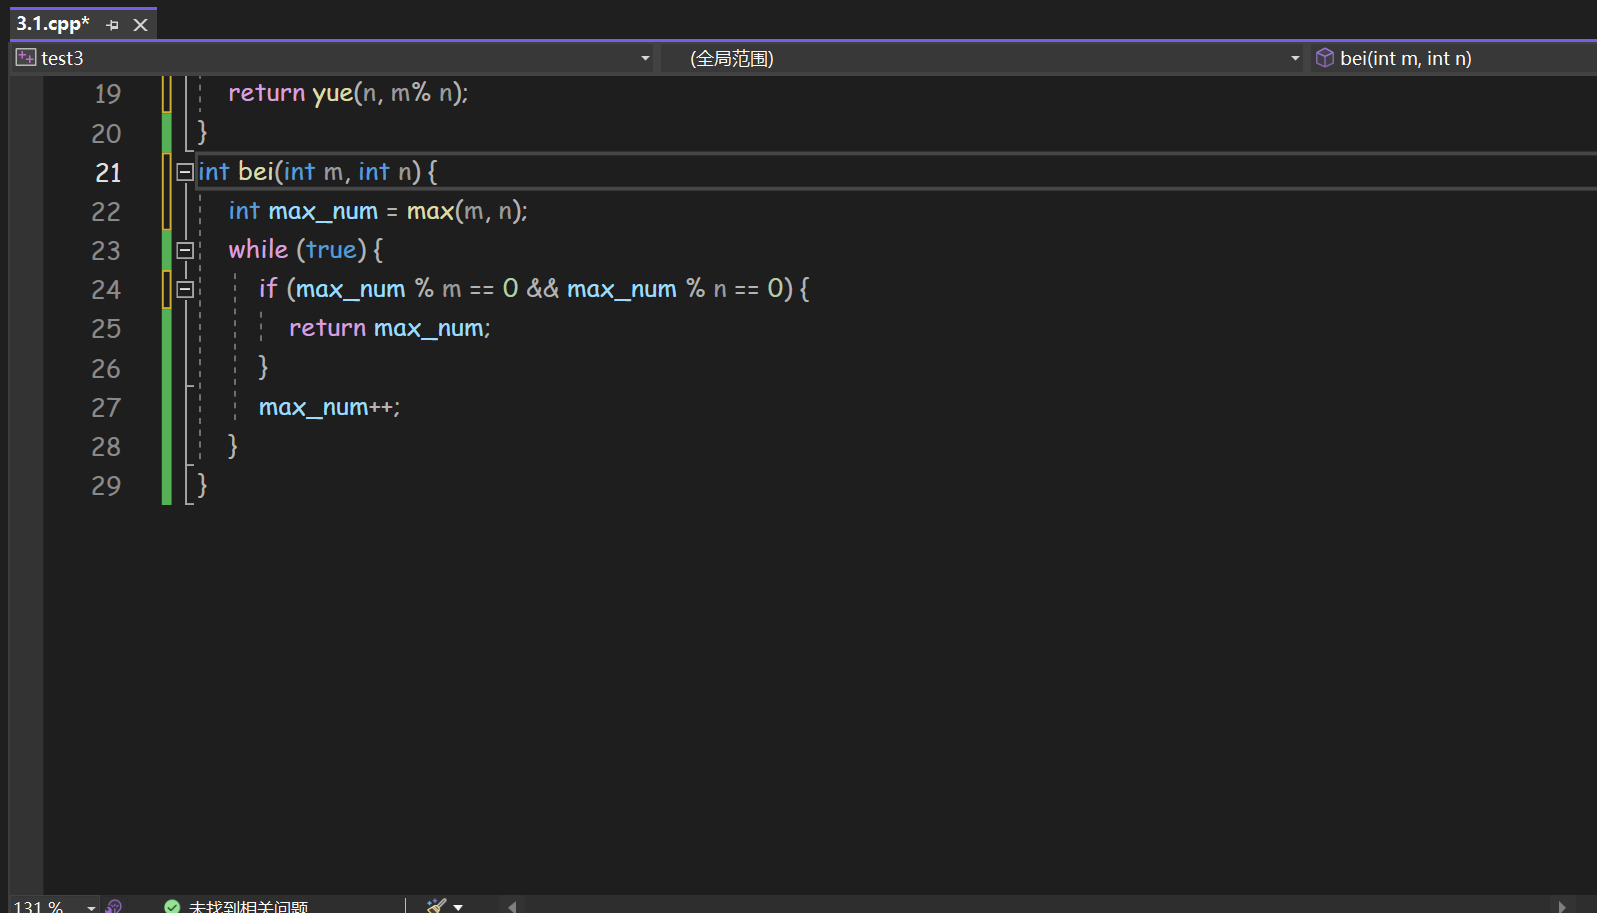 3.1.cpp*
test3 (全局范围) bei(int m, int n)
19 return yue(n, m% n);
20 }
21 int bei(int m, int n) {
22 int max_num = max(m, n);
23 while (true) {
24 if (max_num % m == 0 && max_num % n == 0) {
25 return max_num;
26 }
27 max_num++;
28 }
29 }
131 % 未找到相关问题